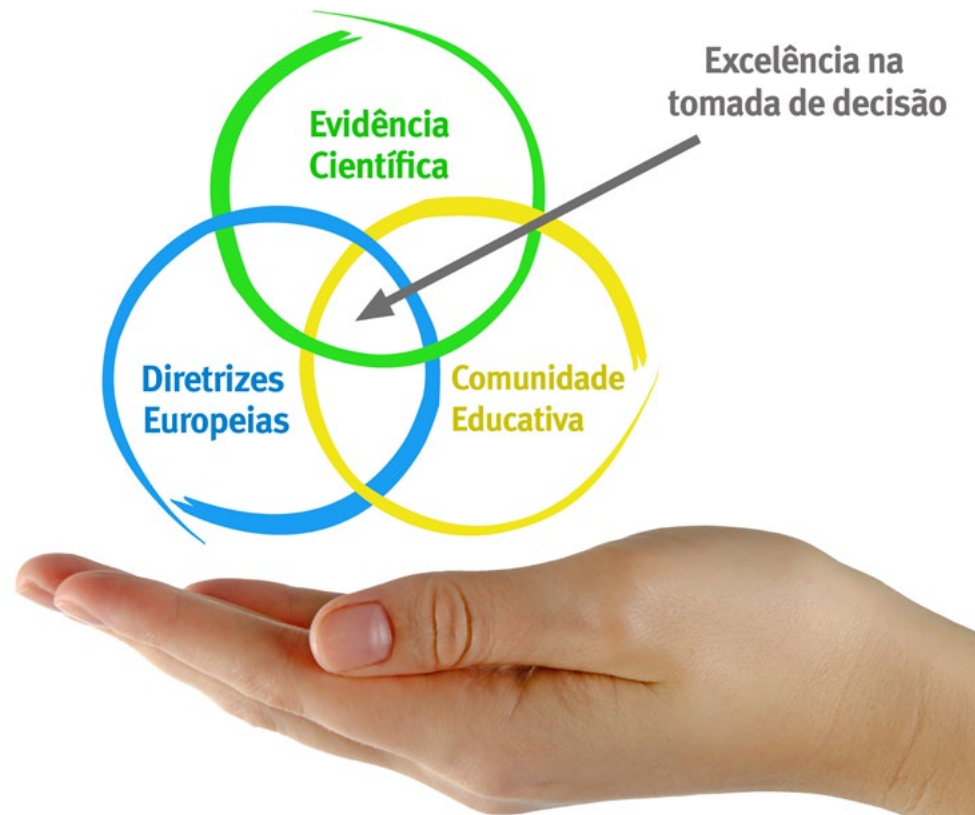 Excelência na
tomada de decisão
Evidência
Científica
Diretrizes
Europeias
Comunidade
Educativa